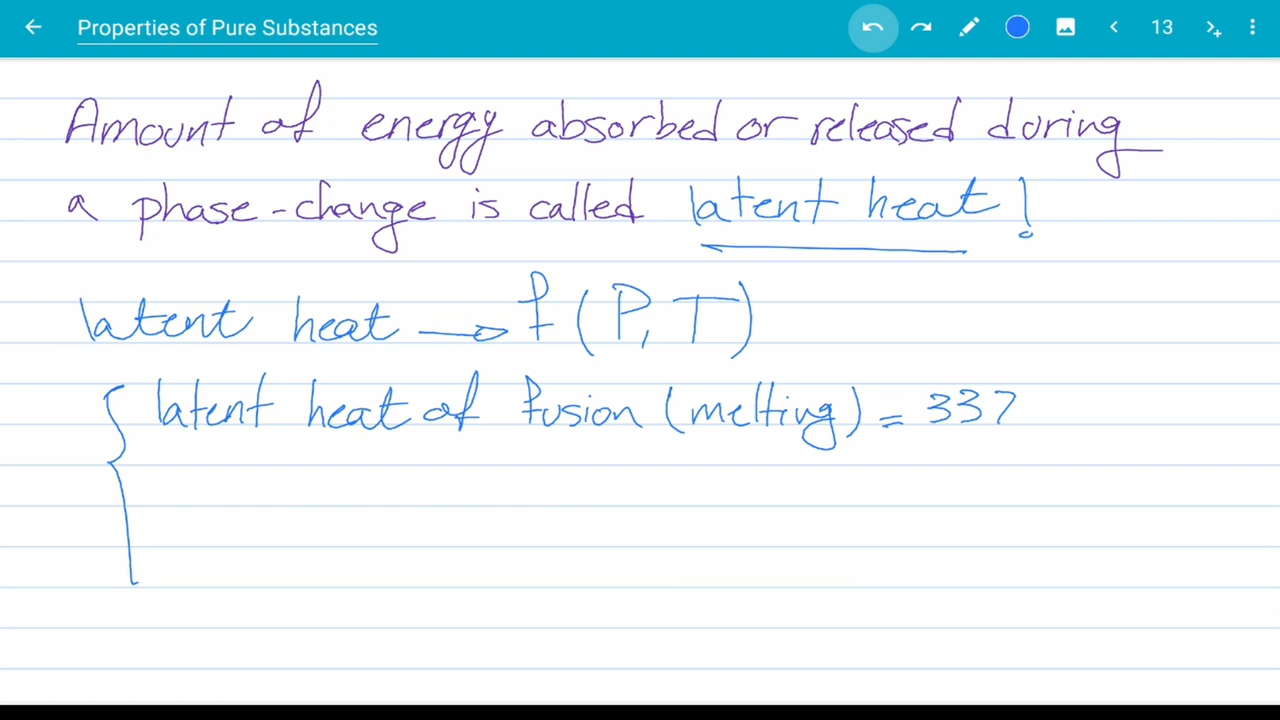 Properties of Pure Substances 13
Amount of energy absorbed or released during
a phase-change is called latent heat!
latent heat → f(P, T)
latent heat of fusion (melting) = 337